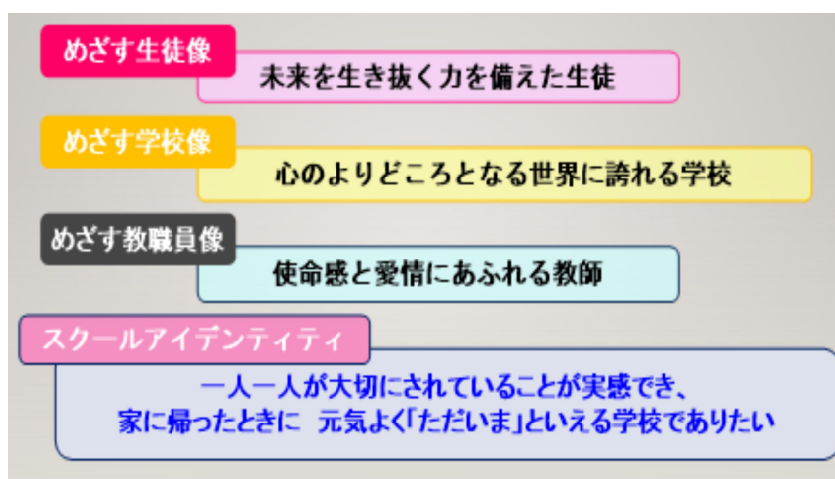 めざす生徒像
未来を生き抜く力を備えた生徒
めざす学校像
心のよりどころとなる世界に誇れる学校
めざす教職員像
使命感と愛情にあふれる教師
スクールアイデンティティ
一人一人が大切にされていることが実感でき、
家に帰ったときに　元気よく「ただいま」といえる学校でありたい